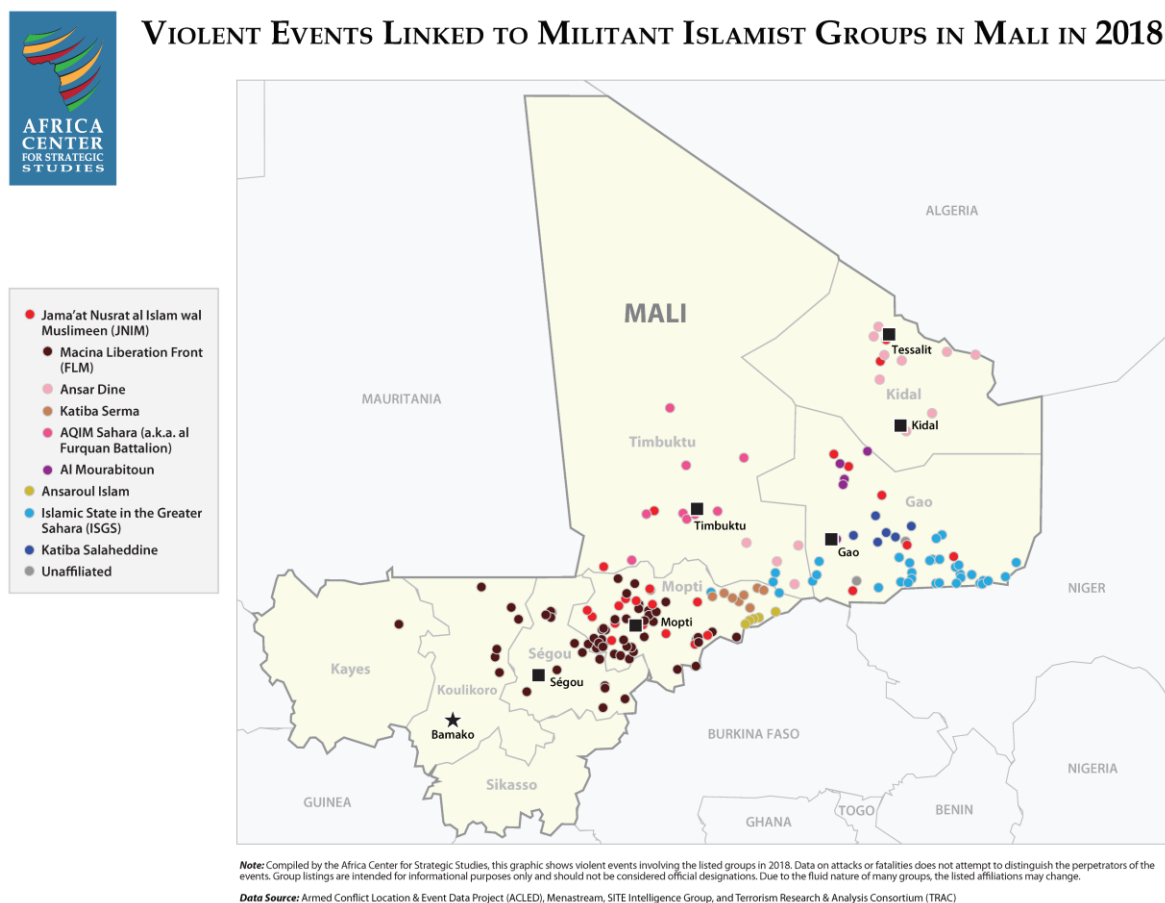 VIOLENT EVENTS LINKED TO MILITANT ISLAMIST GROUPS IN MALI IN 2018
AFRICA
CENTER
FOR STRATEGIC
STUDIES
ALGERIA
MALI
Jama'at Nusrat al Islam wal
Muslimeen (JNIM)
Macina Liberation Front
(FLM)
Ansar Dine
Katiba Serma
AQIM Sahara (a.k.a. al
Furquan Battalion)
Al Mourabitoun
Ansaroul Islam
Islamic State in the Greater
Sahara (ISGS)
Katiba Salaheddine
Unaffiliated
Tessalit
MAURITANIA
Kidal
Kidal
Timbuktu
Gao
Timbuktu
Gao
Mopti
NIGER
Mopti
Kayes
Ségou
Koulikoro
Ségou
Bamako
BURKINA FASO
Sikasso
NIGERIA
GUINEA
GHANA
TOGO
BENIN
Note: Compiled by the Africa Center for Strategic Studies, this graphic shows violent events involving the listed groups in 2018. Data on attacks or fatalities does not attempt to distinguish the perpetrators of the
events. Group listings are intended for informational purposes only and should not be considered official designations. Due to the fluid nature of many groups, the listed affiliations may change.
Data Source: Armed Conflict Location & Event Data Project (ACLED), Menastream, SITE Intelligence Group, and Terrorism Research & Analysis Consortium (TRAC)